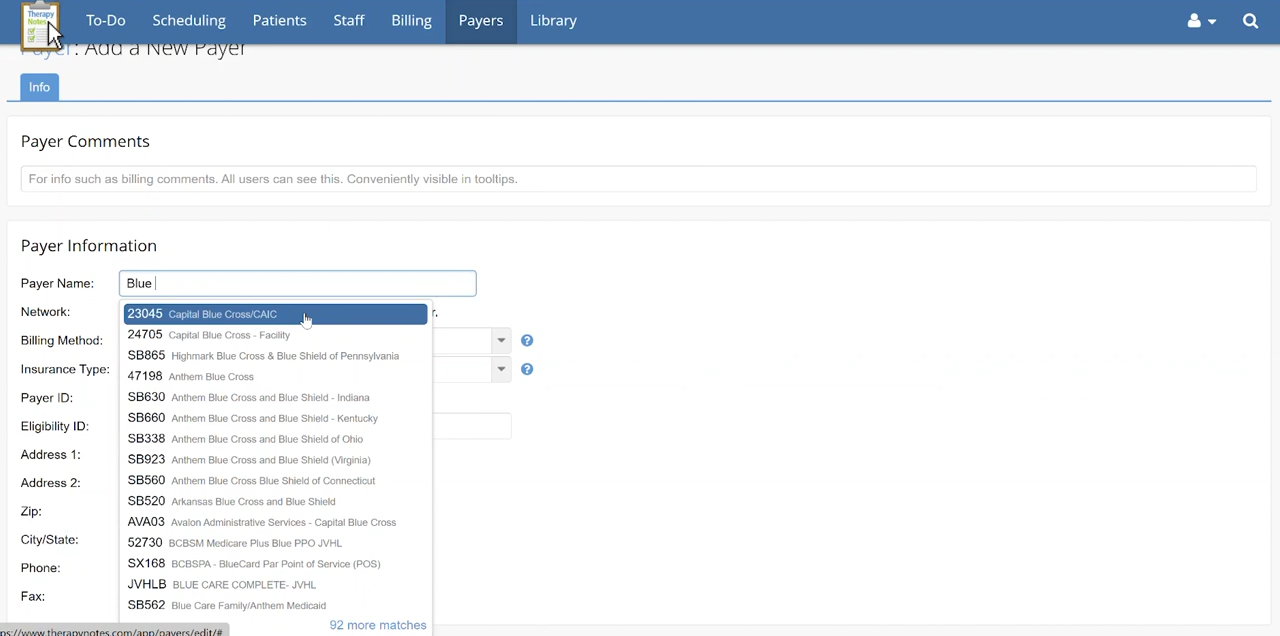 Therapy
Notes
To-Do Scheduling Patients Staff Billing Payers Library
Payer: Add a New Payer
Info
Payer Comments
For info such as billing comments. All users can see this. Conveniently visible in tooltips.
Payer Information
Payer Name: Blue
Network: r.
Billing Method:
Insurance Type:
Payer ID:
Eligibility ID:
Address 1:
Address 2:
Zip:
City/State:
Phone:
Fax:
23045 Capital Blue Cross/CAIC
24705 Capital Blue Cross - Facility
SB865 Highmark Blue Cross & Blue Shield of Pennsylvania
47198 Anthem Blue Cross
SB630 Anthem Blue Cross and Blue Shield - Indiana
SB660 Anthem Blue Cross and Blue Shield - Kentucky
SB338 Anthem Blue Cross and Blue Shield of Ohio
SB923 Anthem Blue Cross and Blue Shield (Virginia)
SB560 Anthem Blue Cross Blue Shield of Connecticut
SB520 Arkansas Blue Cross and Blue Shield
AVA03 Avalon Administrative Services - Capital Blue Cross
52730 BCBSM Medicare Plus Blue PPO JVHL
SX168 BCBSPA - BlueCard Par Point of Service (POS)
JVHLB BLUE CARE COMPLETE- JVHL
SB562 Blue Care Family/Anthem Medicaid
92 more matches
ps://www.therapynotes.com/app/payers/edit/#